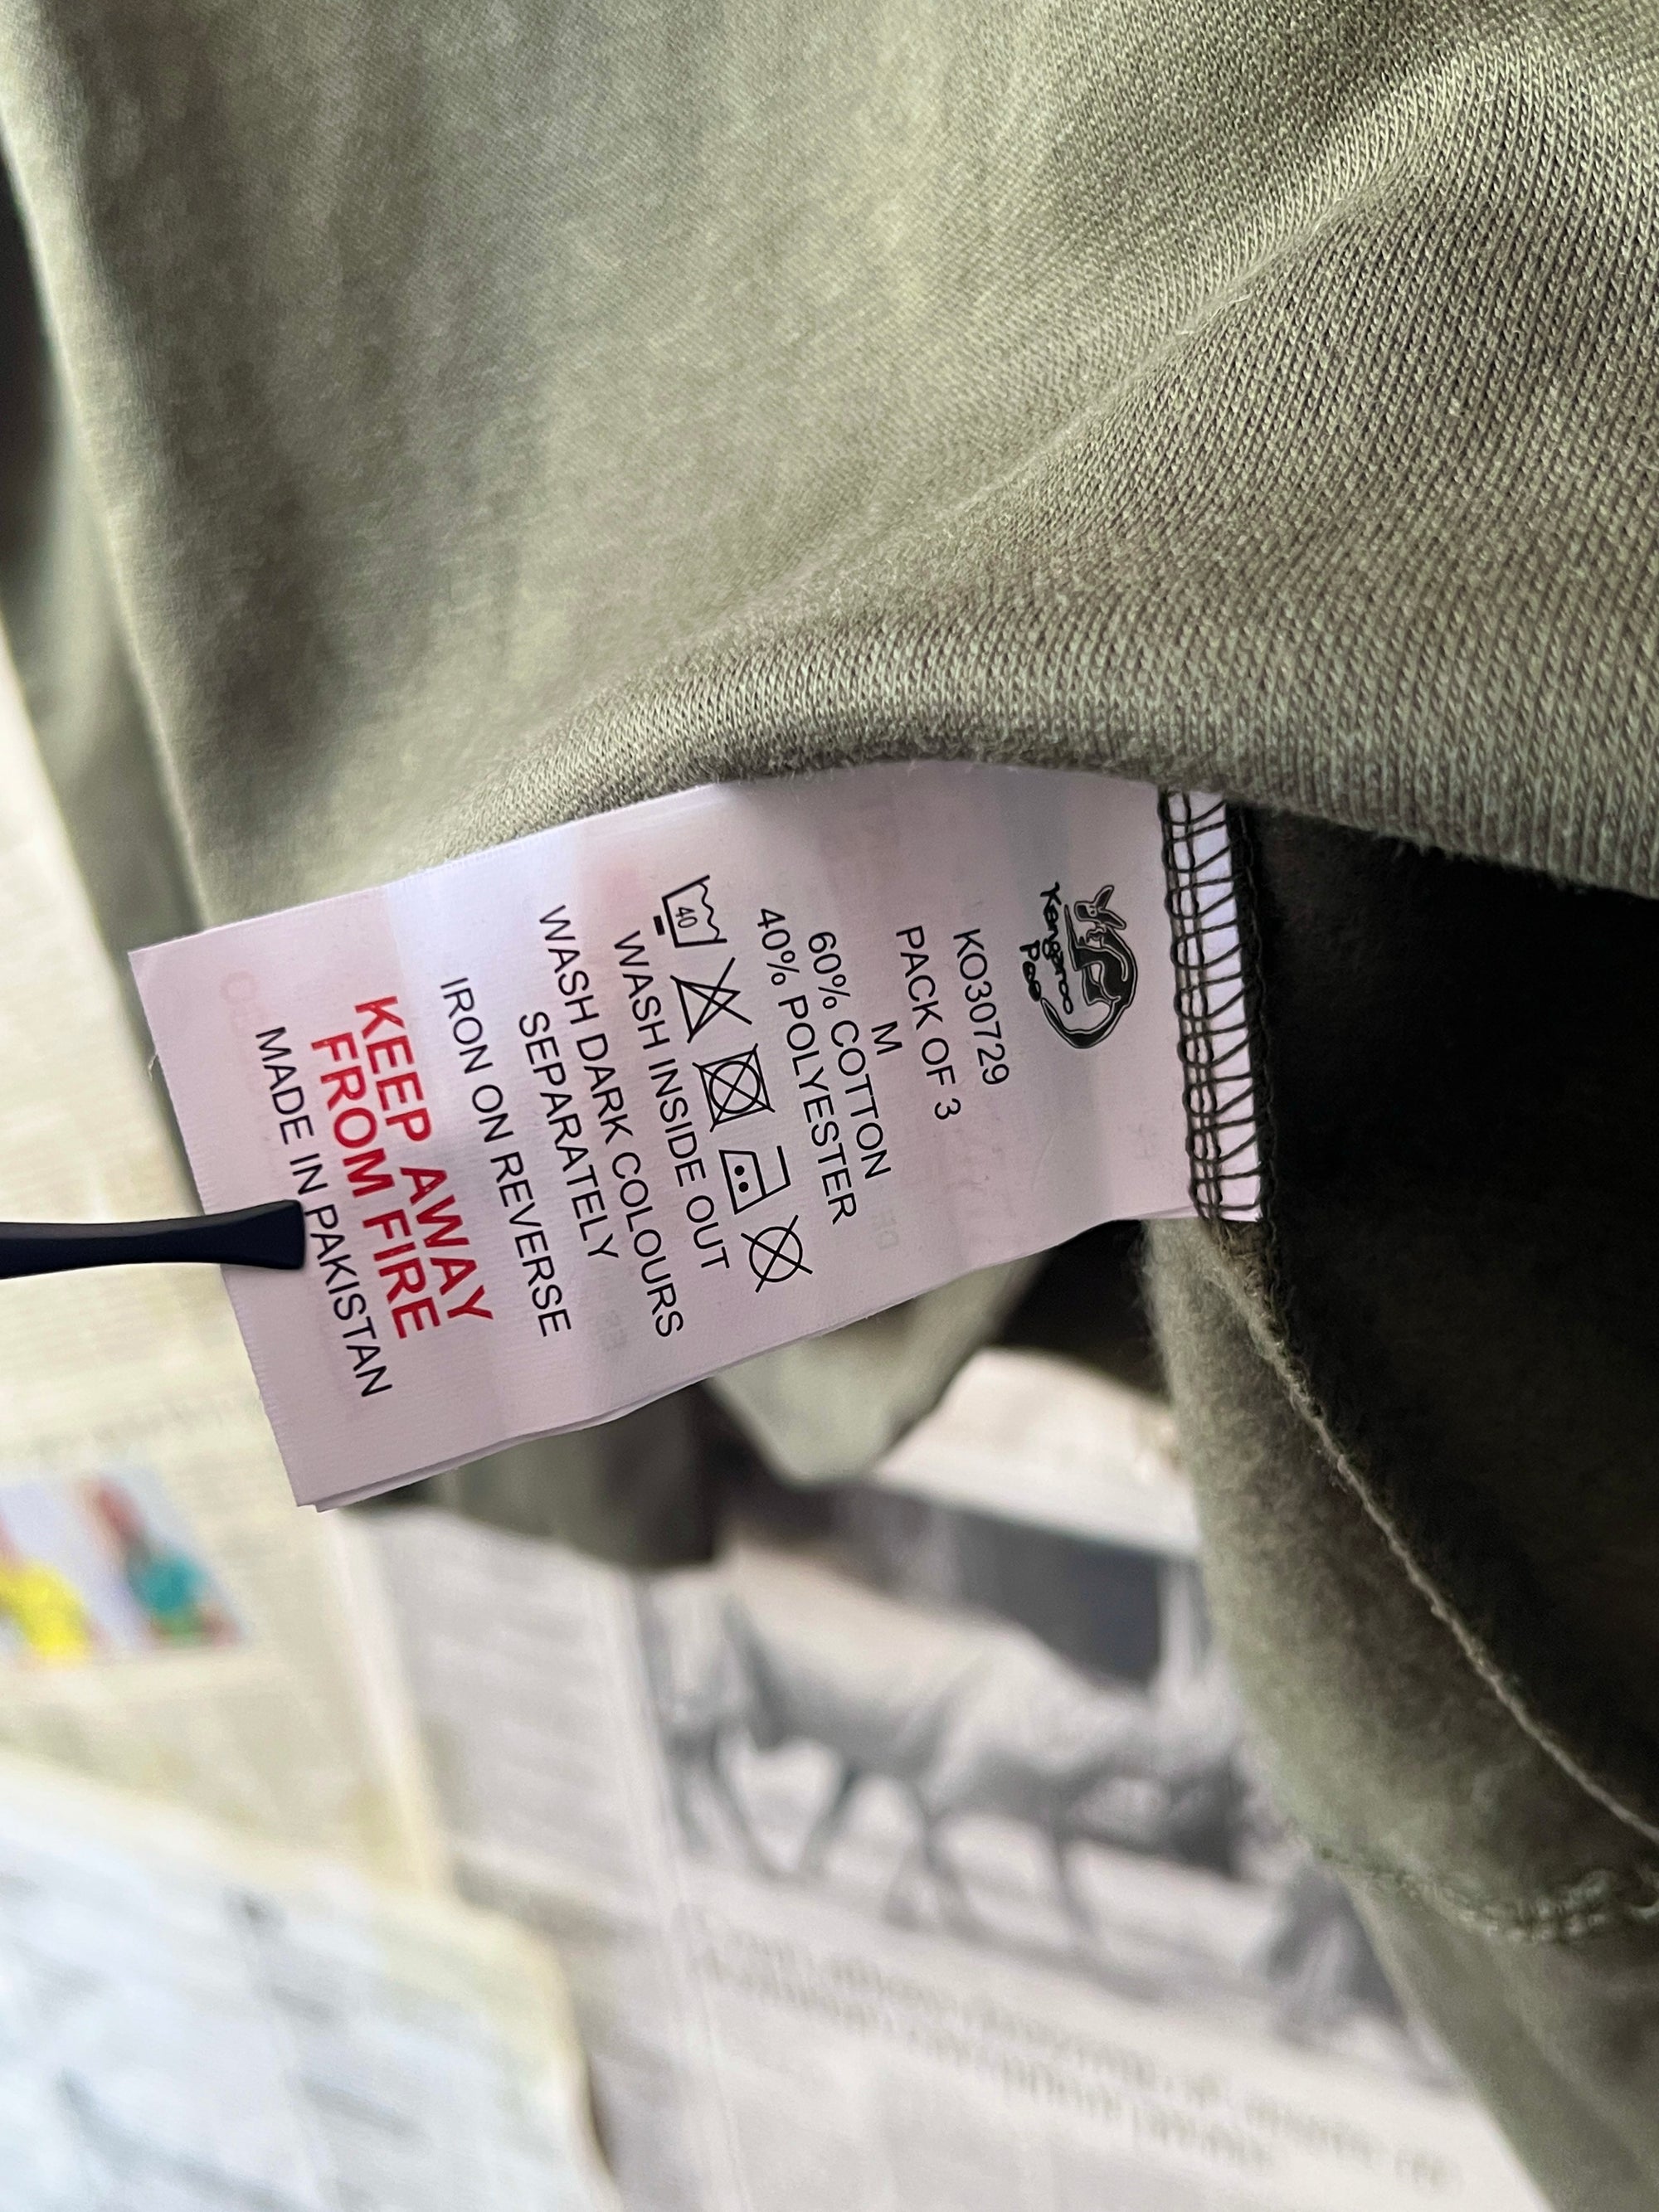 Kangaroo
Poo
KO30729
PACK OF 3
M
60% COTTON
40% POLYESTER
40
WASH INSIDE OUT
WASH DARK COLOURS
SEPARATELY
IRON ON REVERSE
KEEP AWAY
FROM FIRE
MADE IN PAKISTAN